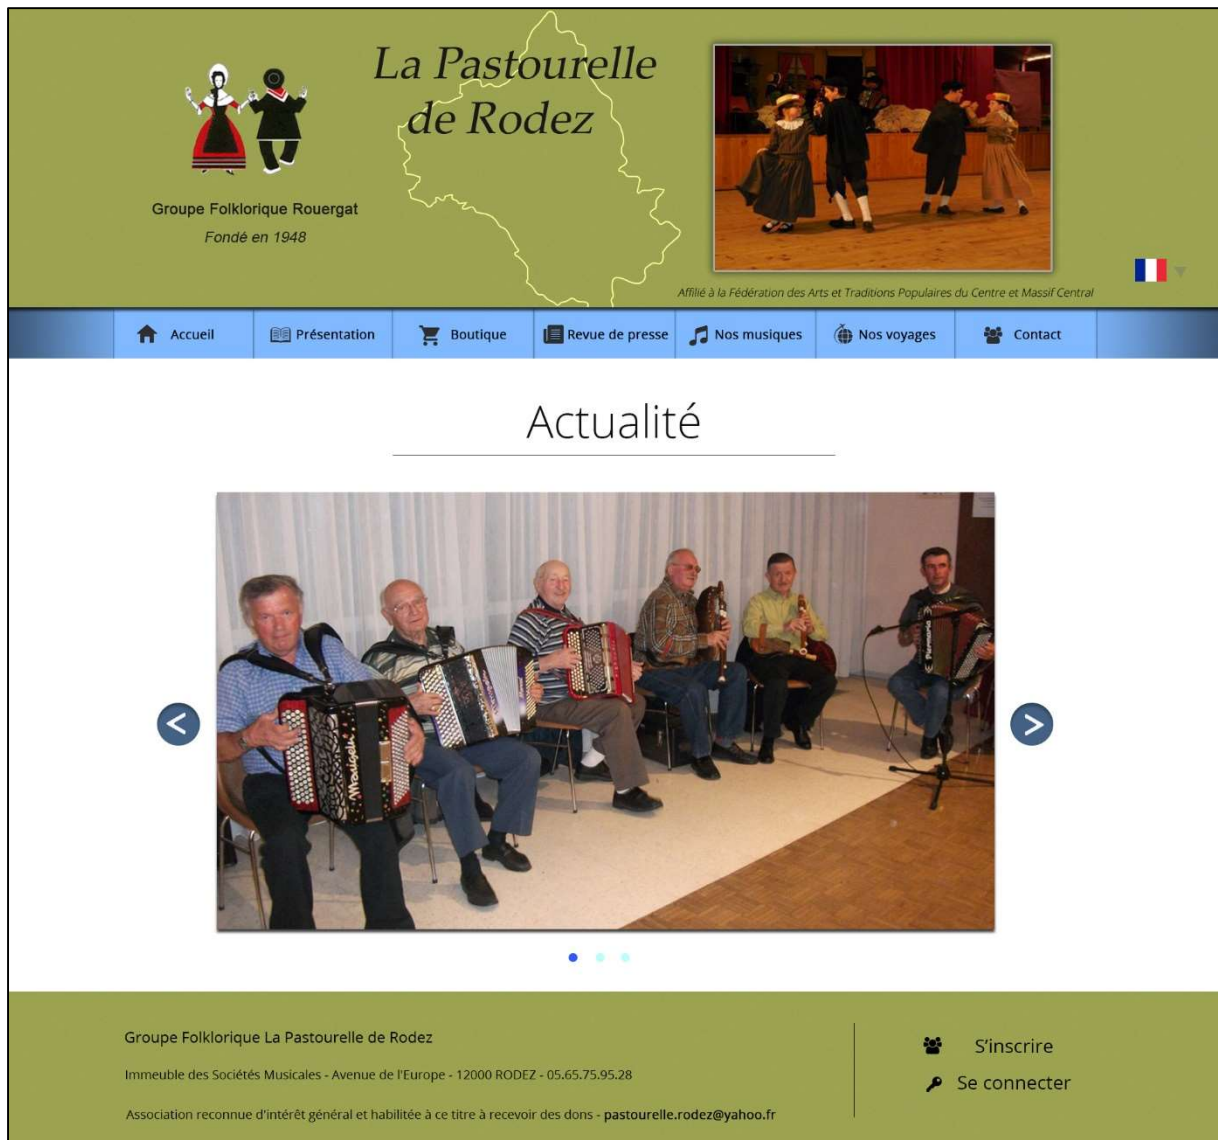 La Pastourelle
de Rodez
Groupe Folklorique Rouergat
Fondé en 1948
Affilié à la Fédération des Arts et Traditions Populaires du Centre et Massif Central
Accueil
Présentation
Boutique
Revue de presse
Nos musiques
Nos voyages
Contact
Actualité
<
Maugein
>
Groupe Folklorique La Pastourelle de Rodez
Immeuble des Sociétés Musicales - Avenue de l'Europe - 12000 RODEZ - 05.65.75.95.28
Association reconnue d'intérêt général et habilitée à ce titre à recevoir des dons - pastourelle.rodez@yahoo.fr
S'inscrire
Se connecter